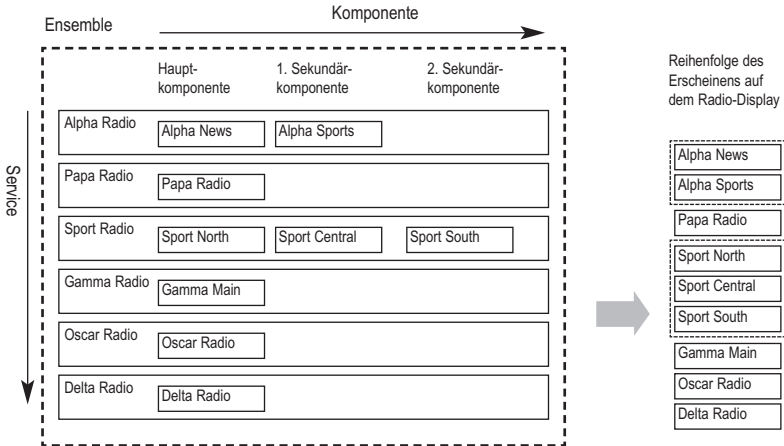 Ensemble
Komponente
Haupt-
komponente
1. Sekundär-
komponente
2. Sekundär-
komponente
Service
Alpha Radio
Alpha News
Alpha Sports
Papa Radio
Papa Radio
Sport Radio
Sport North
Sport Central
Sport South
Gamma Radio
Gamma Main
Oscar Radio
Oscar Radio
Delta Radio
Delta Radio
Reihenfolge des
Erscheinens auf
dem Radio-Display
Alpha News
Alpha Sports
Papa Radio
Sport North
Sport Central
Sport South
Gamma Main
Oscar Radio
Delta Radio